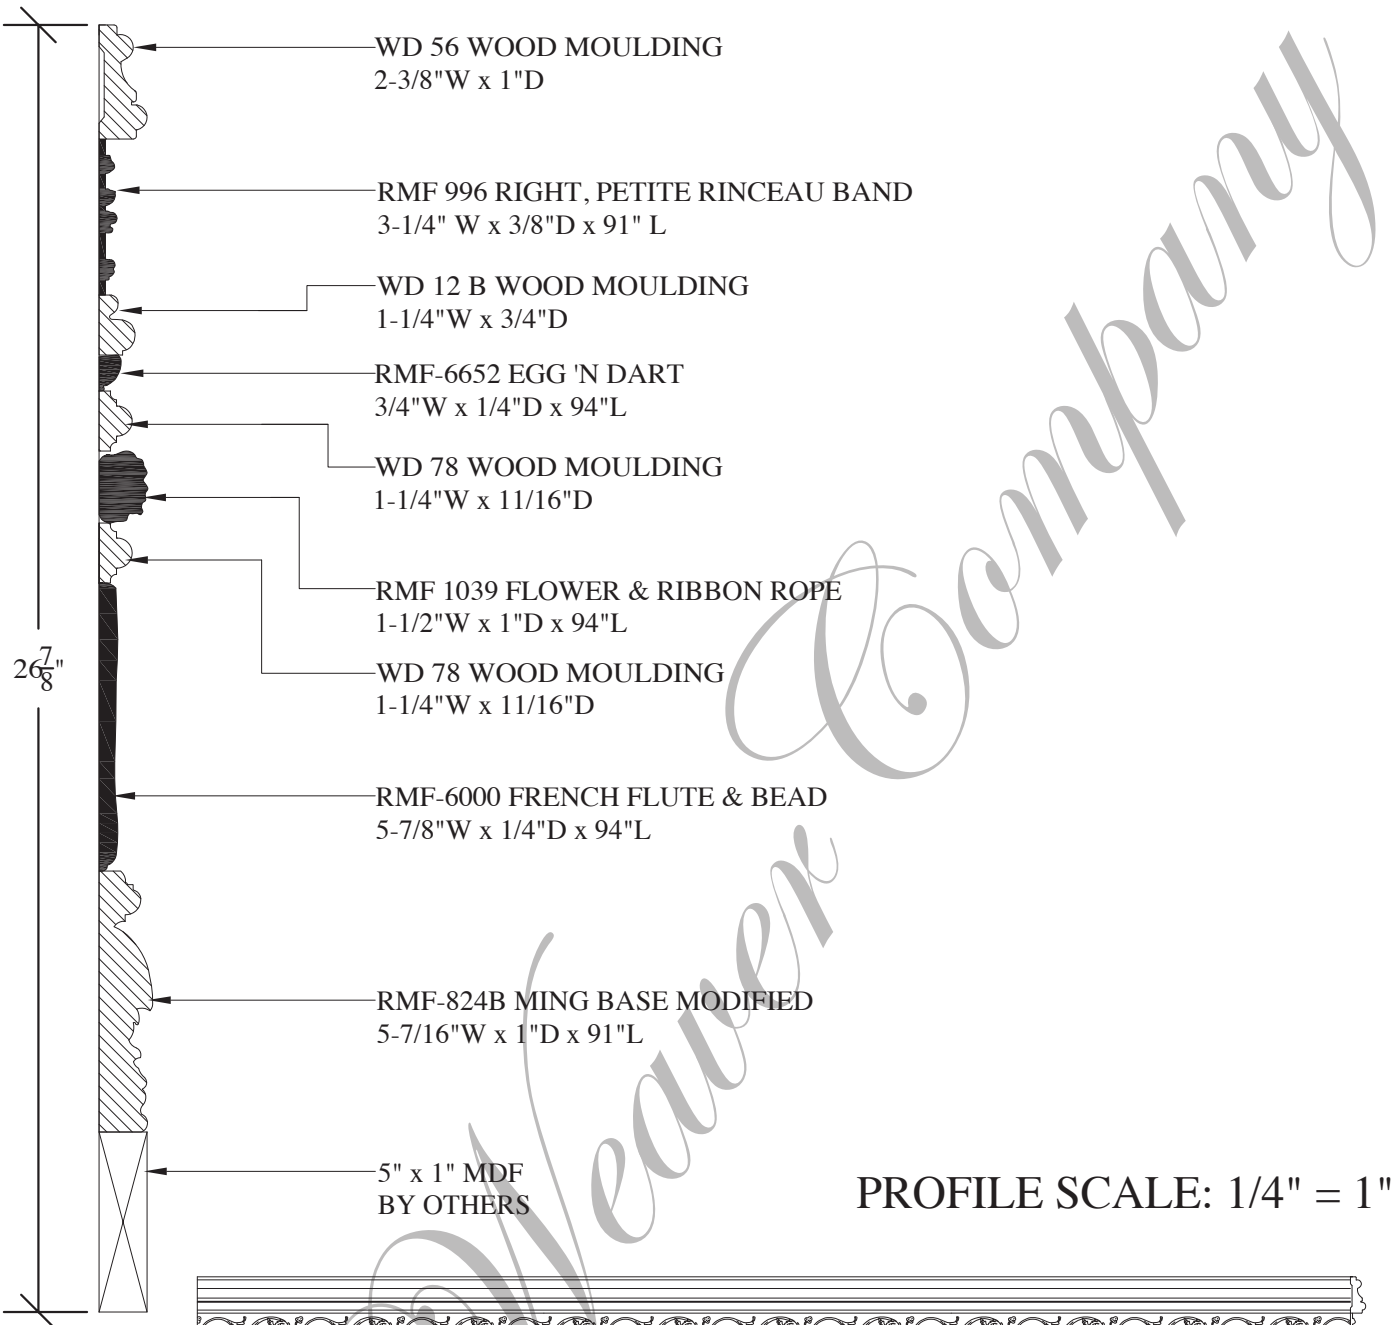 WD 56 WOOD MOULDING
2-3/8"W x 1"D
RMF 996 RIGHT, PETITE RINCEAU BAND
3-1/4" W x 3/8"D x 91" L
WD 12 B WOOD MOULDING
1-1/4"W x 3/4"D
RMF-6652 EGG 'N DART
3/4"W x 1/4"D x 94"L
WD 78 WOOD MOULDING
1-1/4"W x 11/16"D
RMF 1039 FLOWER & RIBBON ROPE
1-1/2"W x 1"D x 94"L
26 7/8"
WD 78 WOOD MOULDING
1-1/4"W x 11/16"D
RMF-6000 FRENCH FLUTE & BEAD
5-7/8"W x 1/4"D x 94"L
RMF-824B MING BASE MODIFIED
5-7/16"W x 1"D x 91"L
5" x 1" MDF
BY OTHERS
PROFILE SCALE: 1/4" = 1"
Weaver Company